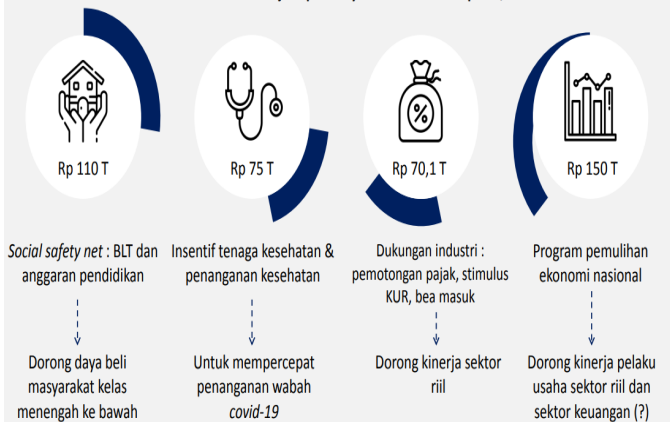 Rp 110 T
Social safety net : BLT dan
anggaran pendidikan
Dorong daya beli
masyarakat kelas
menengah ke bawah
Rp 75 T
Insentif tenaga kesehatan &
penanganan kesehatan
Untuk mempercepat
penanganan wabah
covid-19
%
Rp 70,1 T
Dukungan industri :
pemotongan pajak, stimulus
KUR, bea masuk
Dorong kinerja sektor
riil
Rp 150 T
Program pemulihan
ekonomi nasional
Dorong kinerja pelaku
usaha sektor riil dan
sektor keuangan (?)